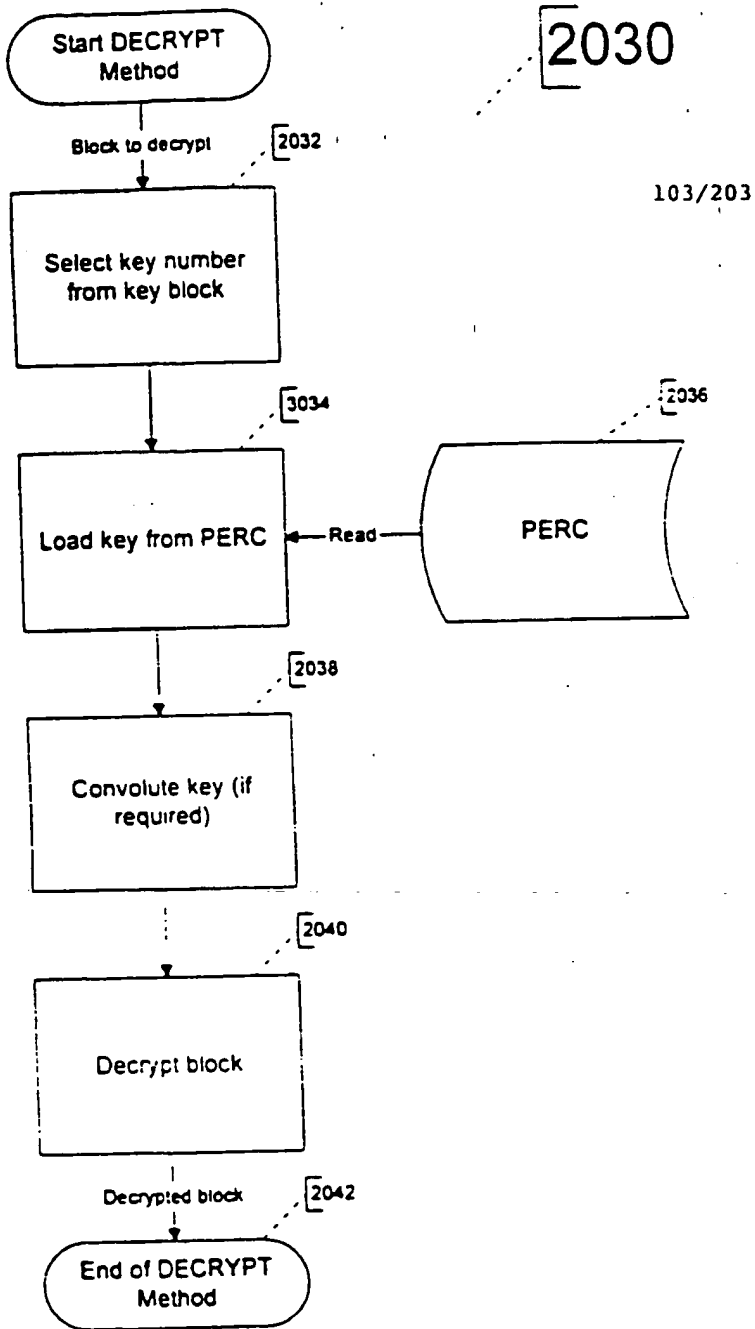 Start DECRYPT
Method
2030
Block to decrypt
2032
103/203
Select key number
from key block
3034
2036
Load key from PERC
Read
PERC
2038
Convolute key (if
required)
2040
Decrypt block
Decrypted block
2042
End of DECRYPT
Method